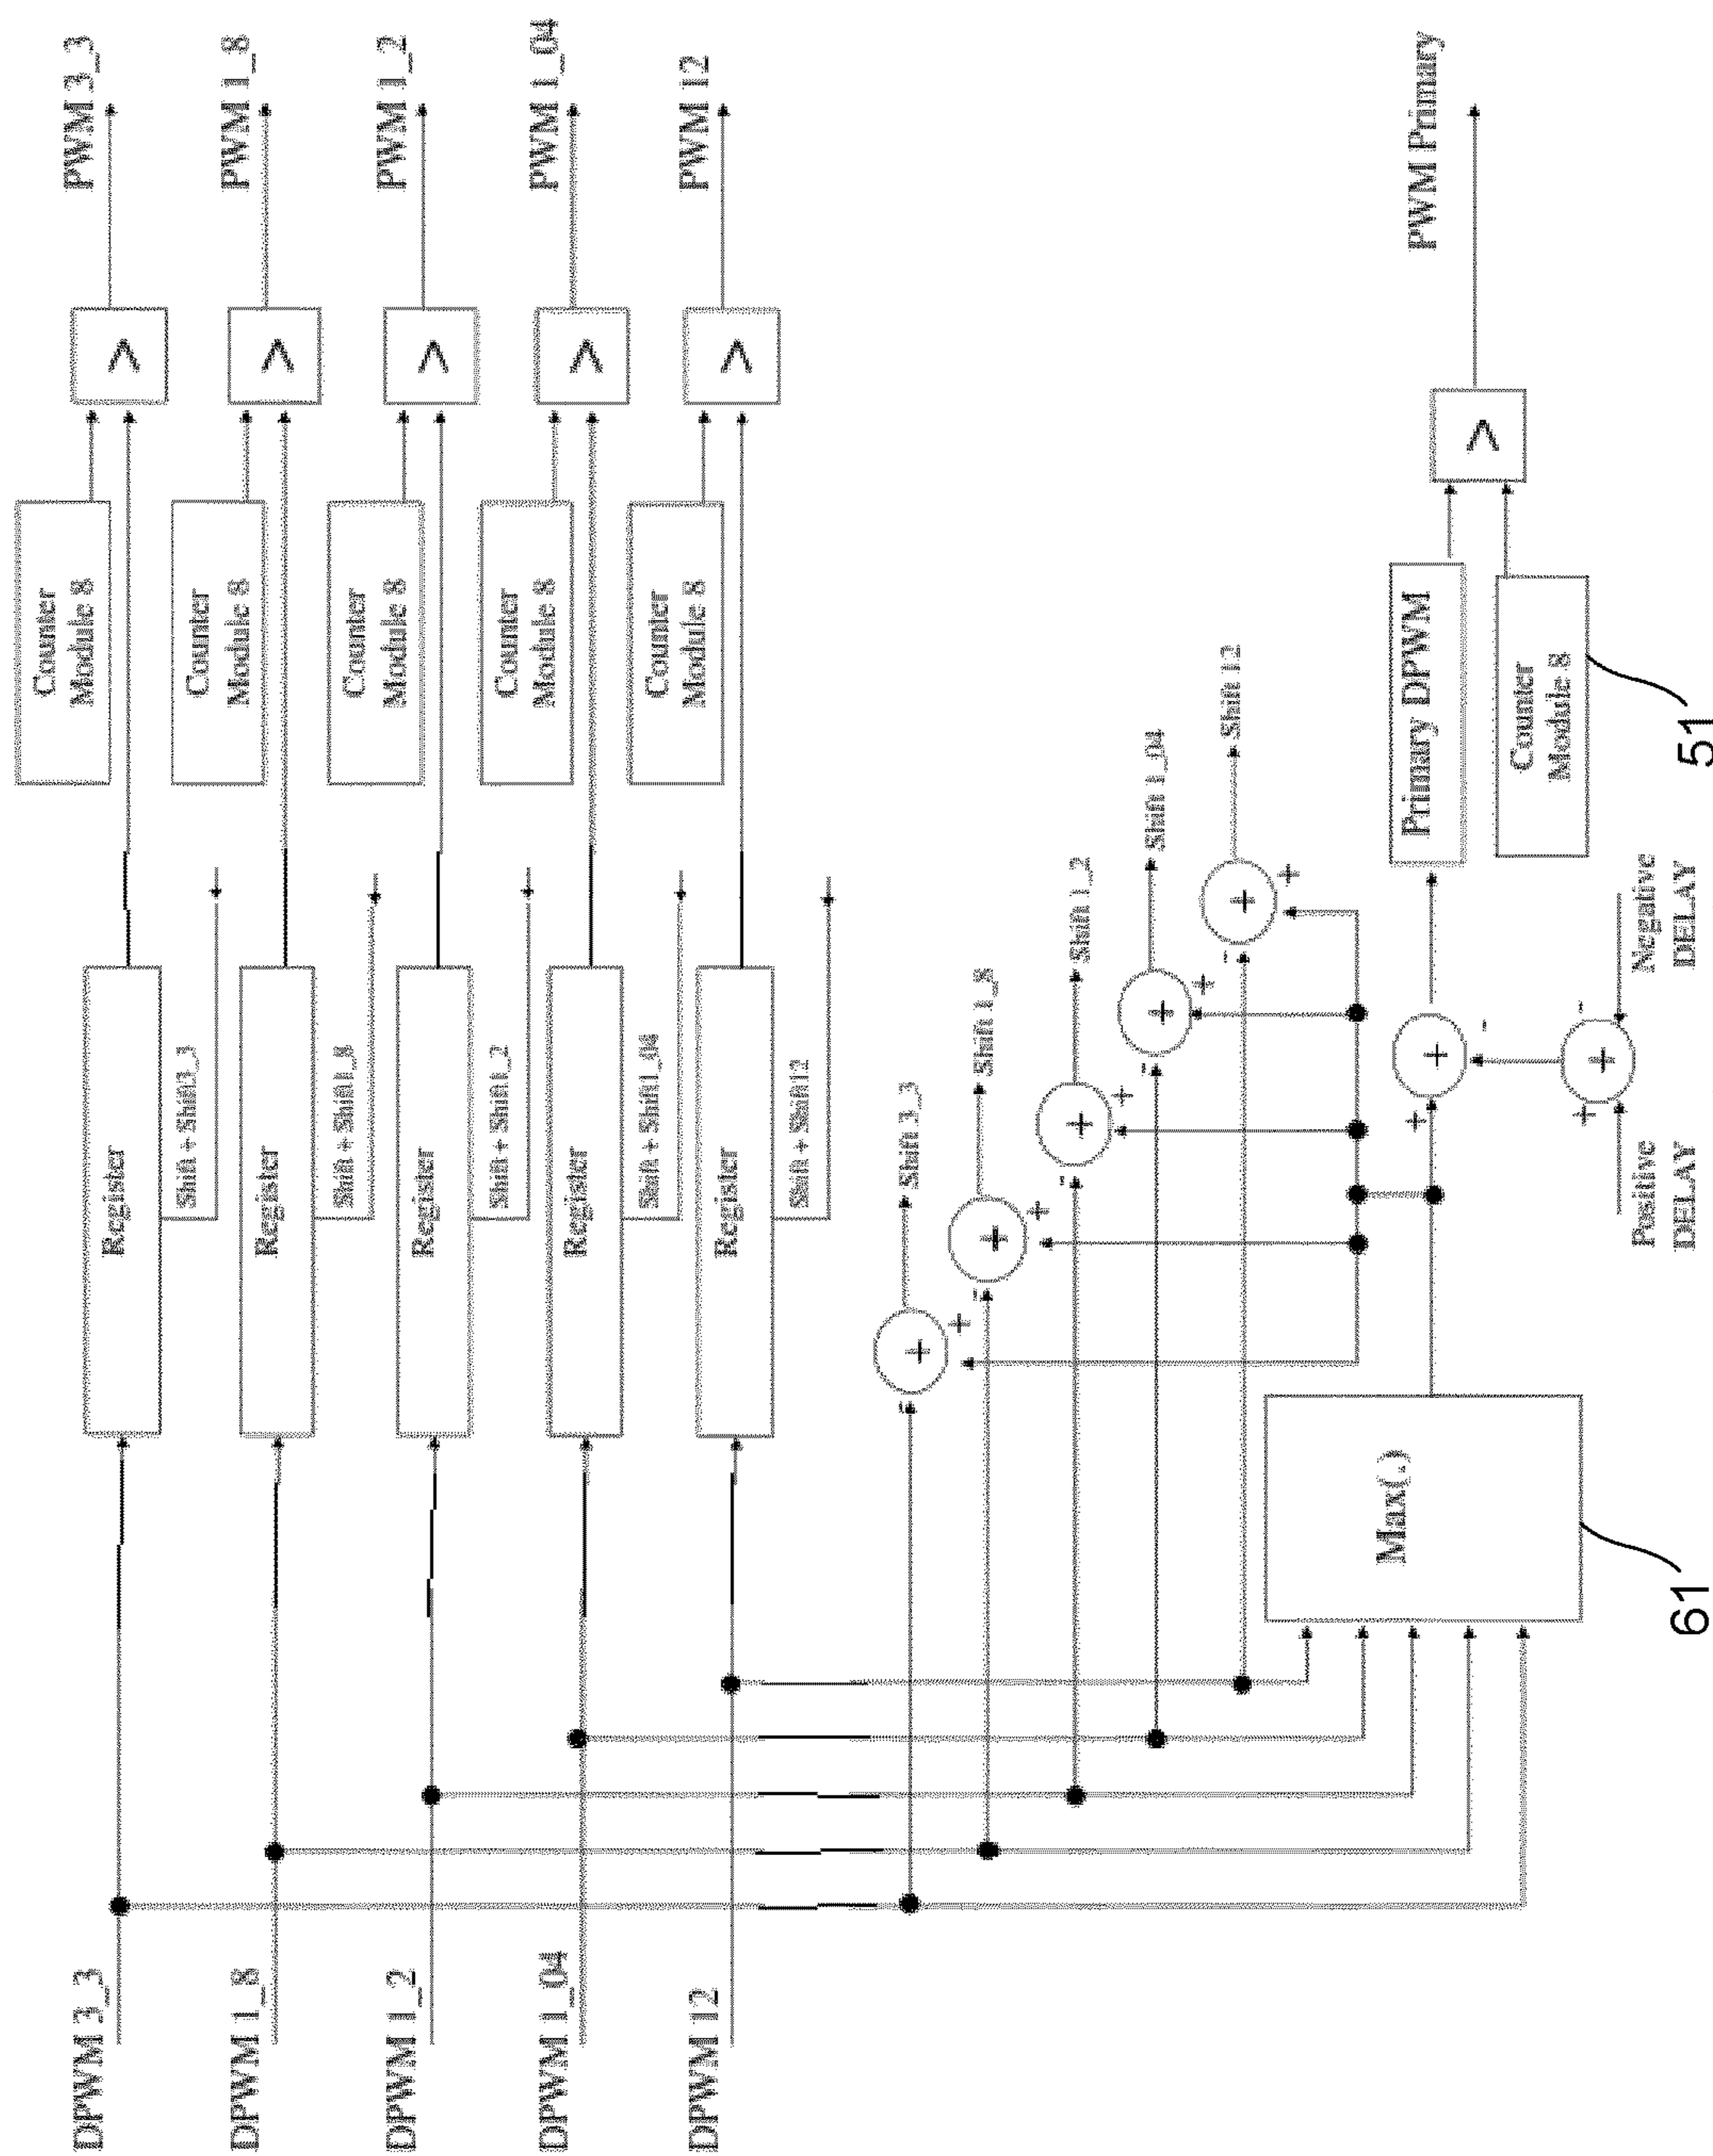 DPWM 3_3
Register
Shift + Shift3_3
Counter
Module 8
>
PWM 3_3
DPWM 1_8
Register
Shift + Shift1_8
Counter
Module 8
>
PWM 1_8
DPWM 1_2
Register
Shift + Shift1_2
Counter
Module 8
>
PWM 1_2
DPWM 1_04
Register
Shift + Shift1_04
Counter
Module 8
>
PWM 1_04
DPWM 12
Register
Shift + Shift12
Counter
Module 8
>
PWM 12
-
+
+
Shift 3_3
-
+
+
Shift 1_8
-
+
+
Shift 1_2
-
+
+
Shift 1_04
-
+
+
Shift 12
Max(.)
61
+
+
-
Primary DPWM
>
PWM Primary
Counter
Module 8
51
+
+
-
Positive
DELAY
Negative
DELAY